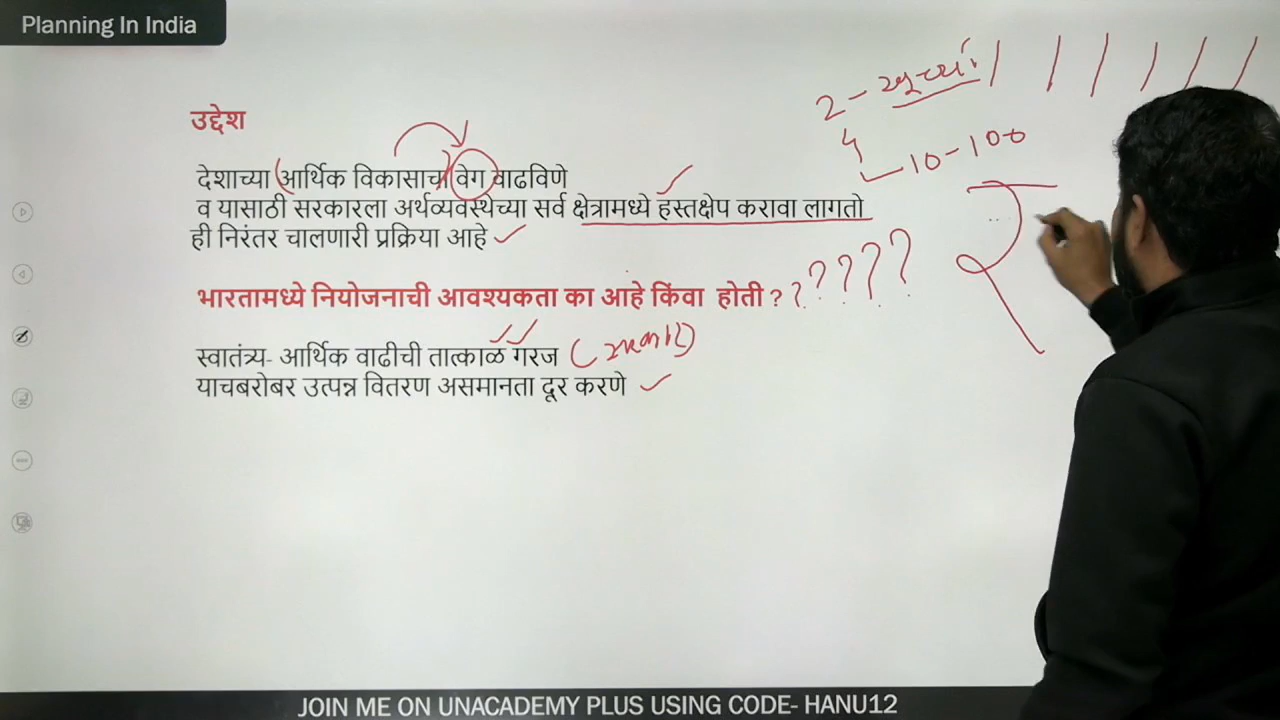 Planning In India
2 - 
10-100
उद्देश
देशाच्या आर्थिक विकासाचा वेग वाढविणे
व यासाठी सरकारला अर्थव्यवस्थेच्या सर्व क्षेत्रामध्ये हस्तक्षेप करावा लागतो
ही निरंतर चालणारी प्रक्रिया आहे
भारतामध्ये नियोजनाची आवश्यकता का आहे किंवा होती ? ? ? ? ? ?
स्वातंत्र्य- आर्थिक वाढीची तात्काळ गरज
याचबरोबर उत्पन्न वितरण असमानता दूर करणे
JOIN ME ON UNACADEMY PLUS USING CODE- HANU12